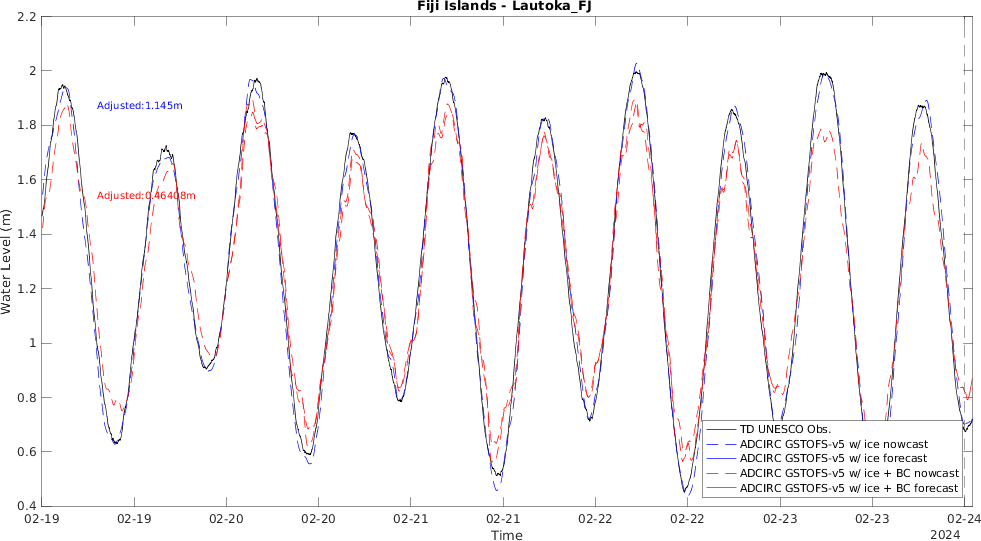 Fiji Islands - Lautoka_FJ
2.2
2
1.8
1.6
1.4
1.2
1
0.8
0.6
0.4
Water Level (m)
Adjusted:1.145m
Adjusted:0.46408m
TD UNESCO Obs.
ADCIRC GSTOFS-v5 w/ ice nowcast
ADCIRC GSTOFS-v5 w/ ice forecast
ADCIRC GSTOFS-v5 w/ ice + BC nowcast
ADCIRC GSTOFS-v5 w/ ice + BC forecast
02-19 02-19 02-20 02-20 02-21 02-21 02-22 02-22 02-23 02-23 02-24
2024
Time